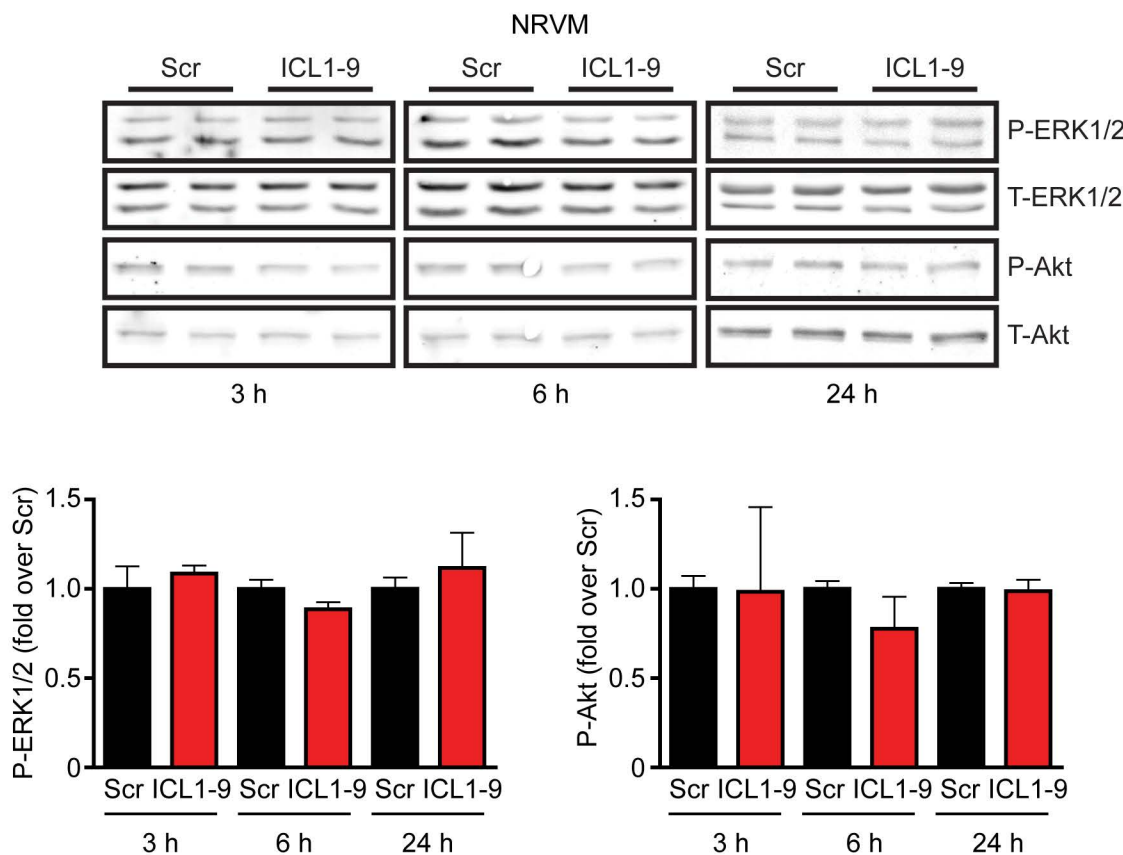 NRVM
Scr ICL1-9 Scr ICL1-9 Scr ICL1-9
P-ERK1/2
T-ERK1/2
P-Akt
T-Akt
3 h 6 h 24 h
P-ERK1/2 (fold over Scr)
1.5
1.0
0.5
0
Scr ICL1-9 Scr ICL1-9 Scr ICL1-9
3 h 6 h 24 h
P-Akt (fold over Scr)
1.5
1.0
0.5
0
Scr ICL1-9 Scr ICL1-9 Scr ICL1-9
3 h 6 h 24 h